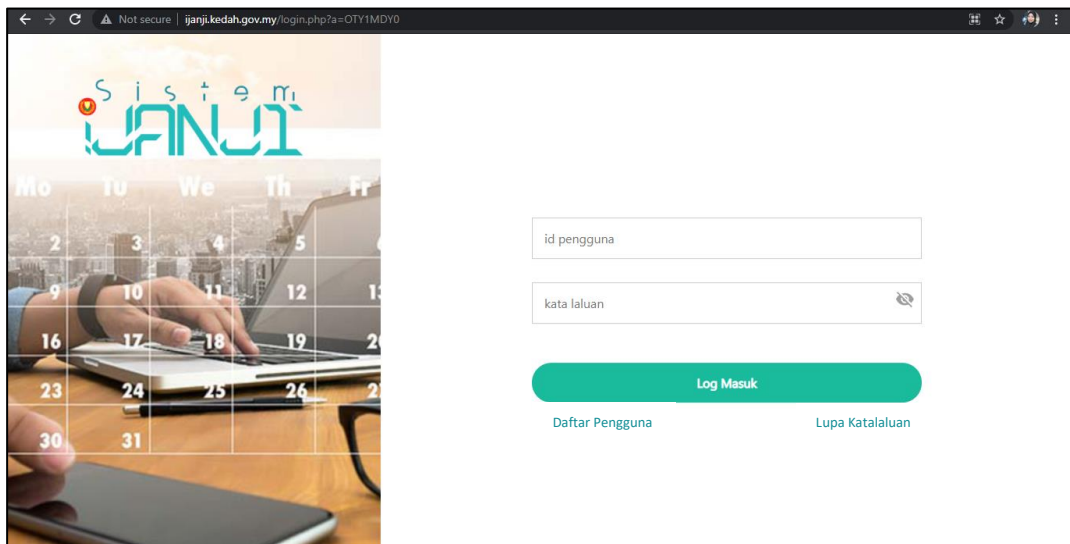 Not secure | ijanji.kedah.gov.my/login.php?a=OTY1MDY0
Sistem
iJANJI
Mo Tu We Th Fr
2 3 4 5
9 10 11 12
16 17 18 19
23 24 25 26
30 31
id pengguna
kata laluan
Log Masuk
Daftar Pengguna Lupa Katalaluan